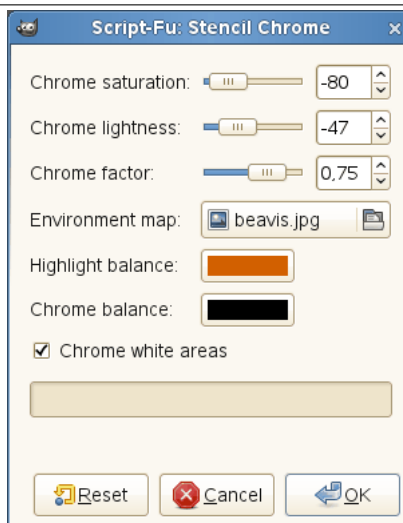 Script-Fu: Stencil Chrome
Chrome saturation: -80
Chrome lightness: -47
Chrome factor: 0,75
Environment map: beavis.jpg
Highlight balance:
Chrome balance:
Chrome white areas
Reset Cancel OK